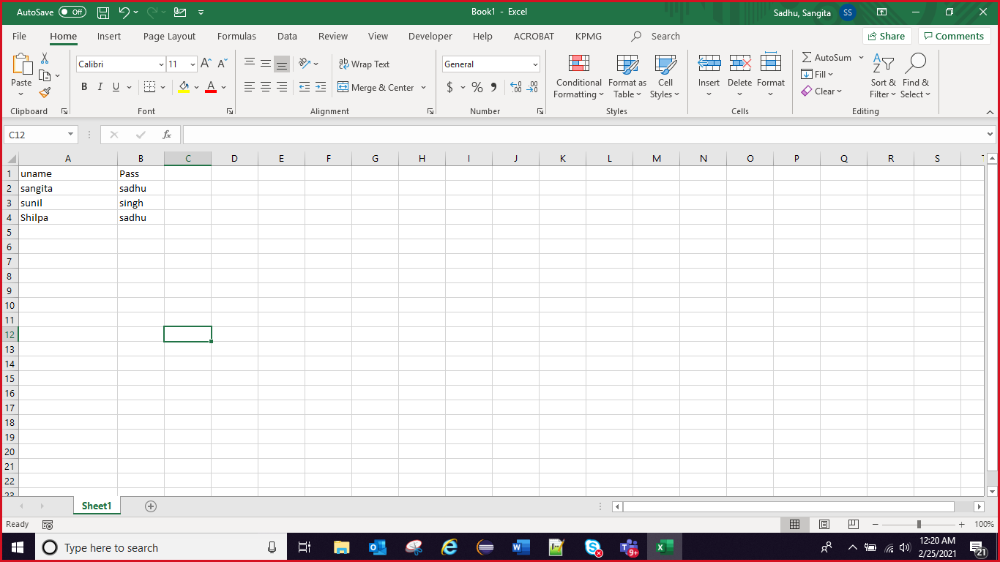 AutoSave Off Book1 - Excel Sadhu, Sangita SS
File Home Insert Page Layout Formulas Data Review View Developer Help ACROBAT KPMG Search Share Comments
Calibri 11 A A ab Wrap Text General AutoSum
Paste B I U A Merge & Center $ % Conditional Formatting Format as Table Cell Styles Insert Delete Format Fill Clear Sort & Filter Find & Select
Clipboard Font Alignment Number Styles Cells Editing
C12 fx
A B C D E F G H I J K L M N O P Q R S
1 uname Pass
2 sangita sadhu
3 sunil singh
4 Shilpa sadhu
5
6
7
8
9
10
11
12
13
14
15
16
17
18
19
20
21
22
23
Sheet1
Ready 100%
Type here to search 9+ 12:20 AM
2/25/2021 21